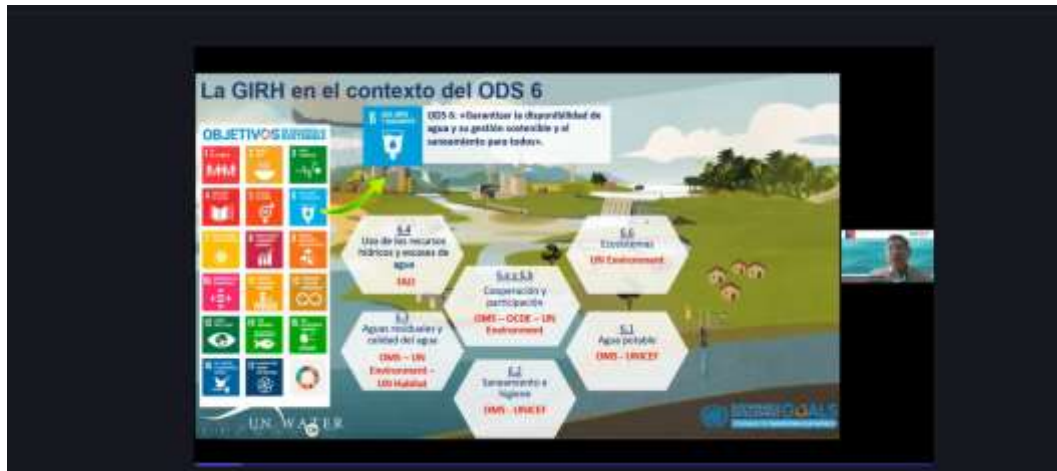 La GIRH en el contexto del ODS 6
OBJETIVOS
6
ODS 6: «Garantizar la disponibilidad de
agua y su gestión sostenible y el
saneamiento para todos».
6.4
Uso de los recursos
hídricos y escasez de
agua
FAO
6.6
Ecosistemas
UN Environment
6.a y 6.b
Cooperación y
participación
OMS – OCDE – UN
Environment
6.3
Aguas residuales y
calidad del agua
OMS – UN
Environment –
UN Habitat
6.1
Agua potable
OMS - UNICEF
6.2
Saneamiento e
higiene
OMS - UNICEF
UN WATER
GOALS